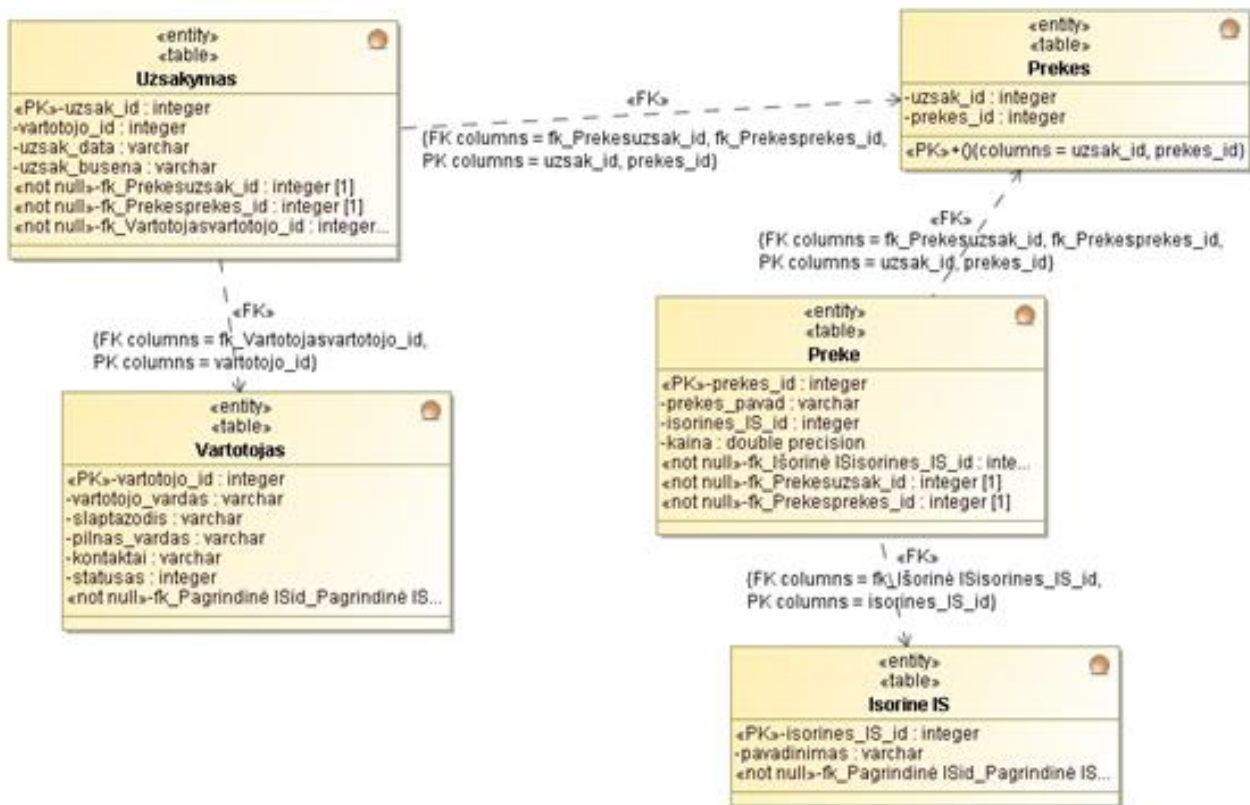 «entity»
«table»
Uzsakymas
«PK»-uzsak_id : integer
-vartotojo_id : integer
-uzsak_data : varchar
-uzsak_busena : varchar
«not null»-fk_Prekesuzsak_id : integer [1]
«not null»-fk_Prekesprekes_id : integer [1]
«not null»-fk_Vartotojasvartotojo_id : integer...
«FK»
{FK columns = fk_Prekesuzsak_id, fk_Prekesprekes_id,
PK columns = uzsak_id, prekes_id}
«entity»
«table»
Prekes
-uzsak_id : integer
-prekes_id : integer
«PK»+()(columns = uzsak_id, prekes_id)
«FK»
{FK columns = fk_Prekesuzsak_id, fk_Prekesprekes_id,
PK columns = uzsak_id, prekes_id}
«FK»
{FK columns = fk_Vartotojasvartotojo_id,
PK columns = vartotojo_id}
«entity»
«table»
Vartotojas
«PK»-vartotojo_id : integer
-vartotojo_vardas : varchar
-slaptazodis : varchar
-pilnas_vardas : varchar
-kontaktai : varchar
-statusas : integer
«not null»-fk_Pagrindinė ISid_Pagrindinė IS...
«entity»
«table»
Preke
«PK»-prekes_id : integer
-prekes_pavad : varchar
-isorines_IS_id : integer
-kaina : double precision
«not null»-fk_Išorinė ISisorines_IS_id : inte...
«not null»-fk_Prekesuzsak_id : integer [1]
«not null»-fk_Prekesprekes_id : integer [1]
«FK»
{FK columns = fk_Išorinė ISisorines_IS_id,
PK columns = isorines_IS_id}
«entity»
«table»
Isorine IS
«PK»-isorines_IS_id : integer
-pavadinimas : varchar
«not null»-fk_Pagrindinė ISid_Pagrindinė IS...